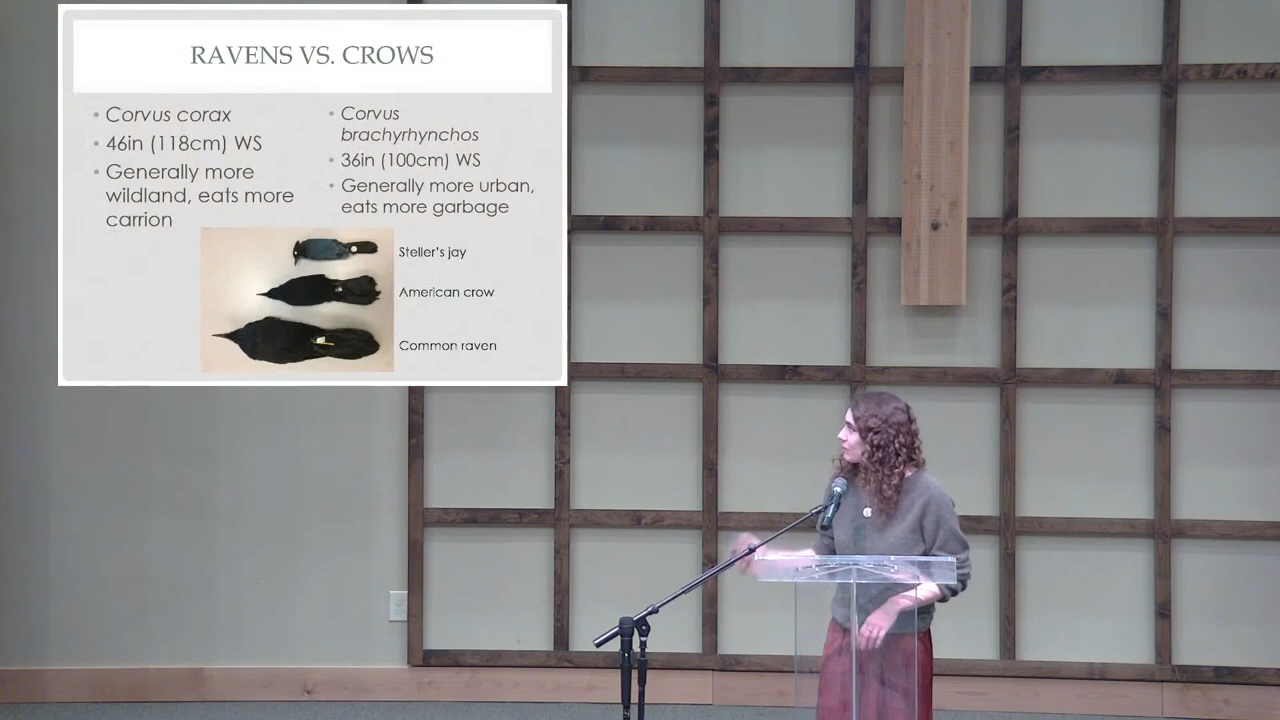 RAVENS VS. CROWS
• Corvus corax
• 46in (118cm) WS
• Generally more
wildland, eats more
carrion
• Corvus
brachyrhynchos
• 36in (100cm) WS
• Generally more urban,
eats more garbage
Steller's jay
American crow
Common raven